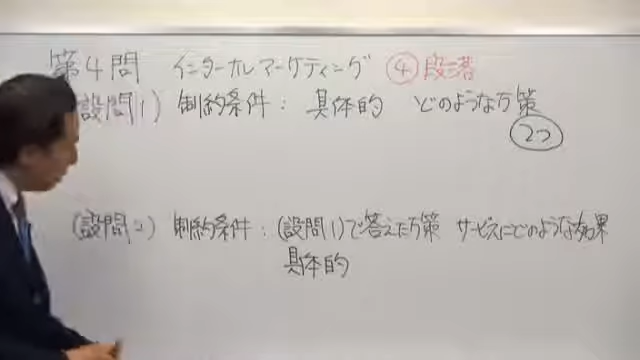 第4問 インターナルマーケティング ④段落
(設問1) 制約条件: 具体的 どのような方策
2つ
(設問2) 制約条件: (設問1)で答えた方策 サービスにどのような効果
具体的